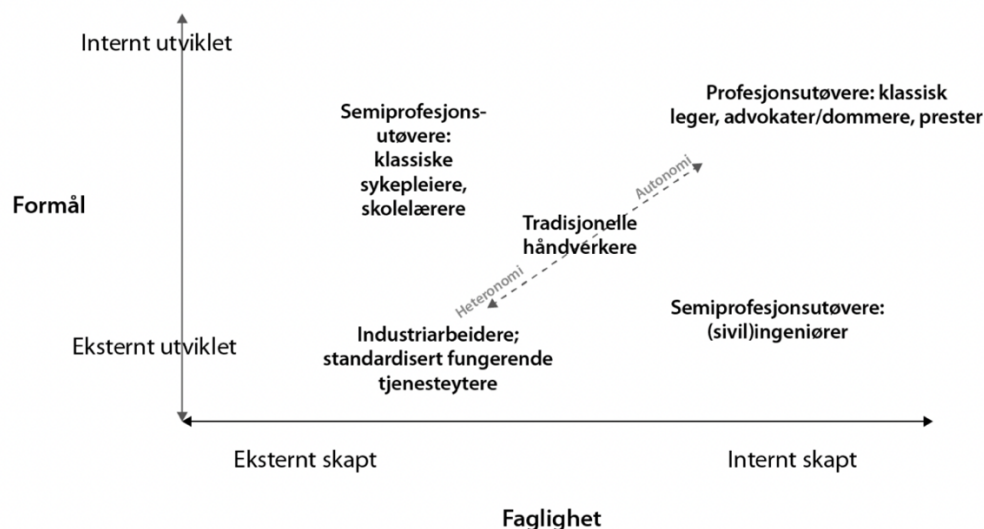 Internt utviklet
Profesjonsutøvere: klassisk
leger, advokater/dommere, prester
Semiprofesjons-
utøvere:
klassiske
sykepleiere,
skolelærere
Autonomi
Formål
Tradisjonelle
håndverkere
Heteronomi
Semiprofesjonsutøvere:
(sivil)ingeniører
Eksternt utviklet
Industriarbeidere;
standardisert fungerende
tjenesteytere
Eksternt skapt
Internt skapt
Faglighet